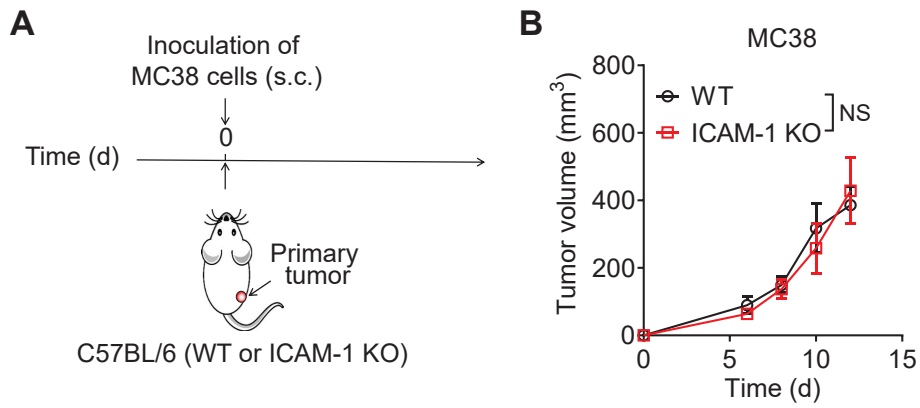 A
Inoculation of
MC38 cells (s.c.)
0
Time (d)
Primary
tumor
C57BL/6 (WT or ICAM-1 KO)
B
MC38
Tumor volume (mm³)
800
600
400
200
0
WT
ICAM-1 KO
NS
0 5 10 15
Time (d)